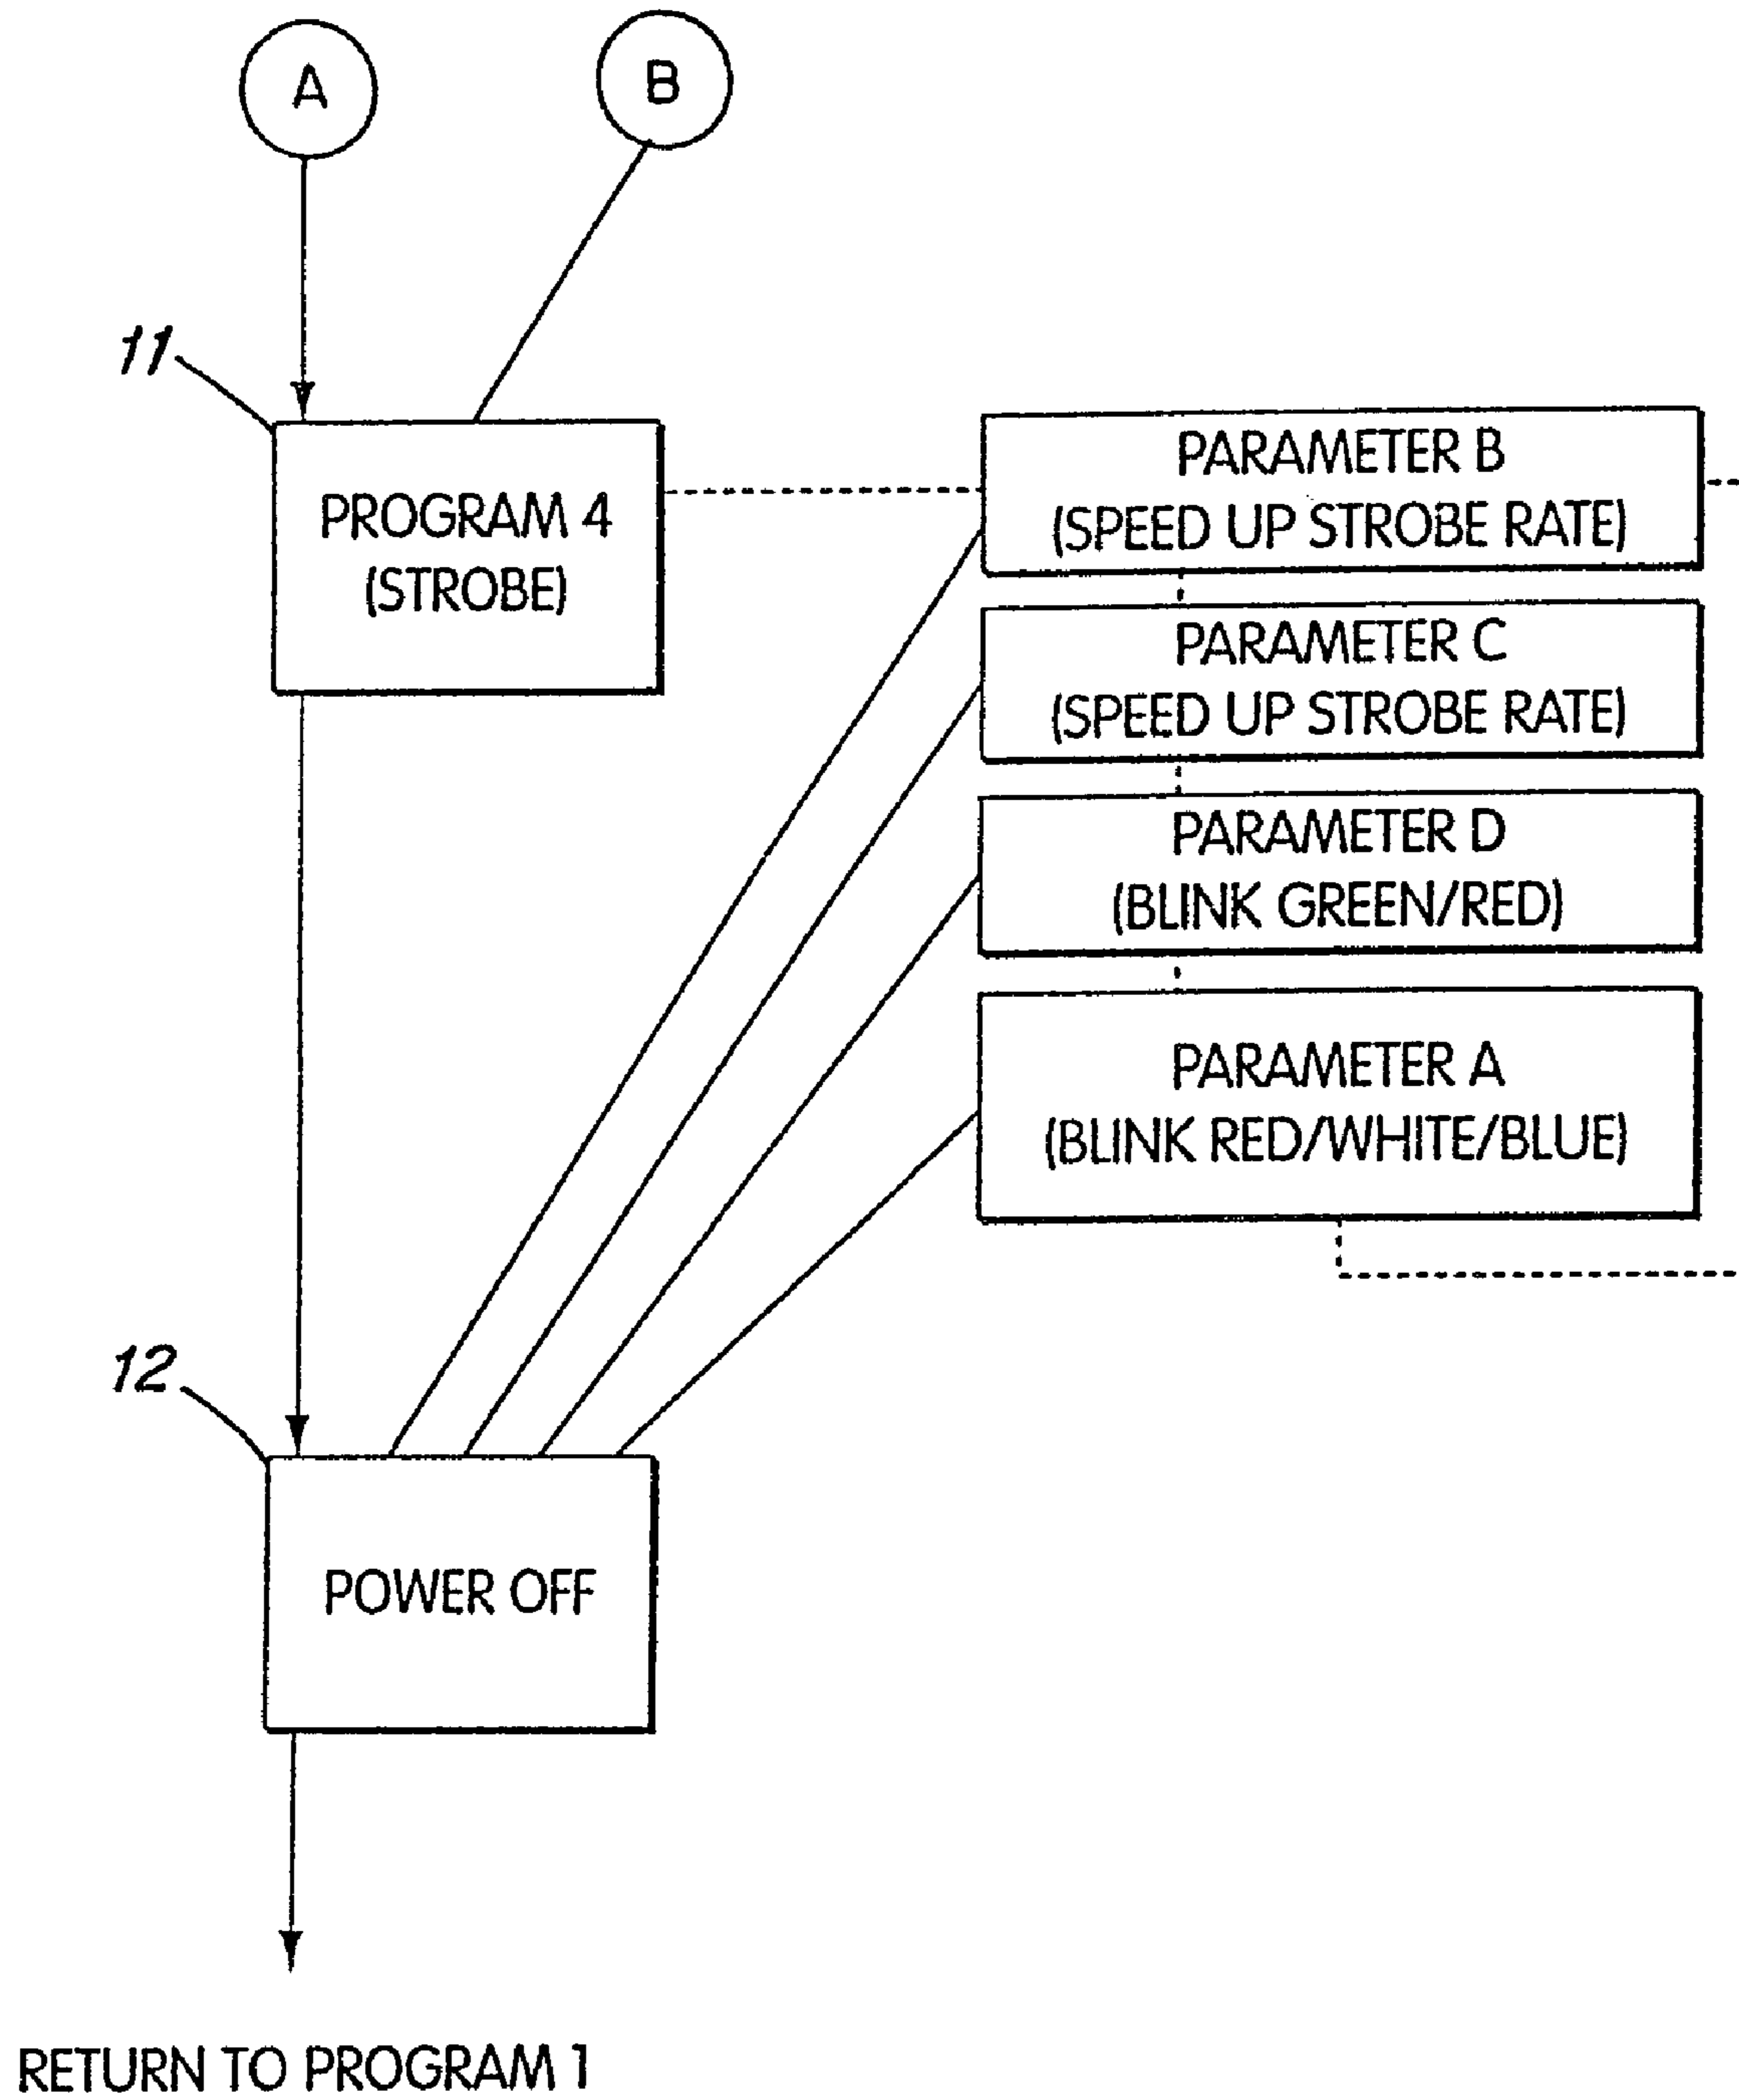 A
B
11
PROGRAM 4
(STROBE)
PARAMETER B
(SPEED UP STROBE RATE)
PARAMETER C
(SPEED UP STROBE RATE)
PARAMETER D
(BLINK GREEN/RED)
PARAMETER A
(BLINK RED/WHITE/BLUE)
12
POWER OFF
RETURN TO PROGRAM 1